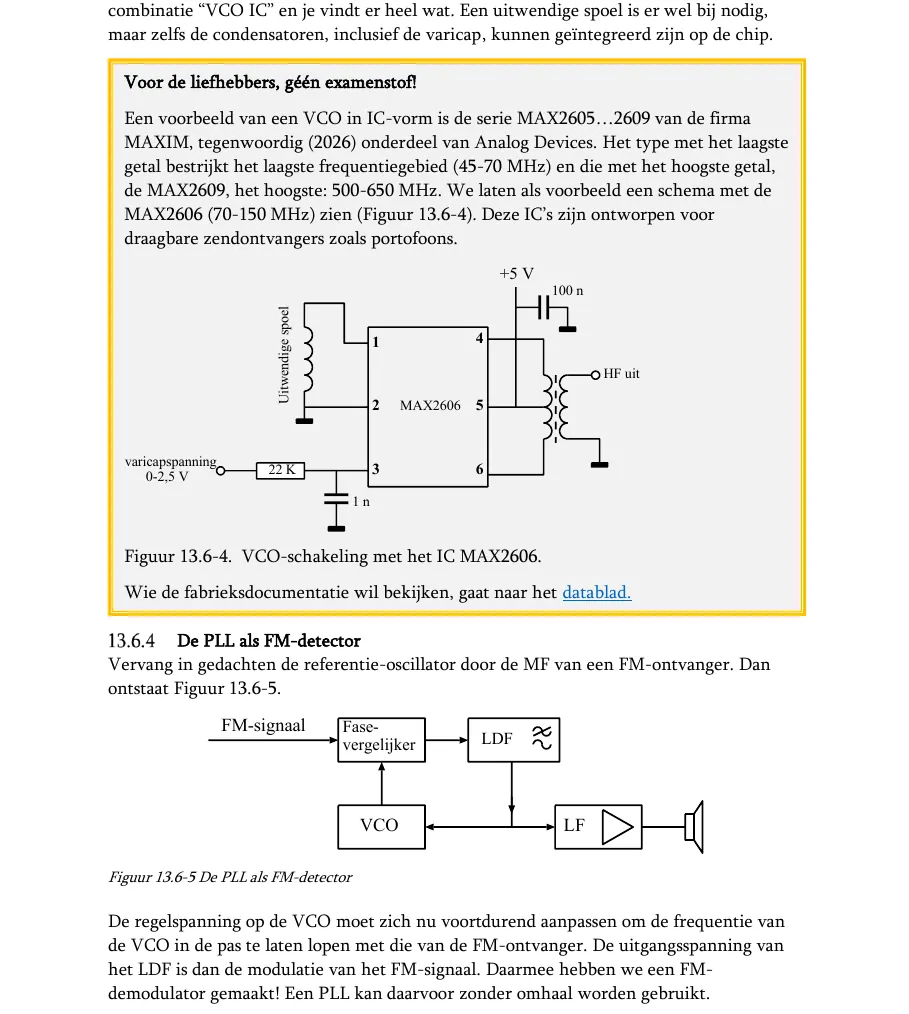 combinatie “VCO IC” en je vindt er heel wat. Een uitwendige spoel is er wel bij nodig,
maar zelfs de condensatoren, inclusief de varicap, kunnen geïntegreerd zijn op de chip.
Voor de liefhebbers, géén examenstof!
Een voorbeeld van een VCO in IC-vorm is de serie MAX2605…2609 van de firma
MAXIM, tegenwoordig (2026) onderdeel van Analog Devices. Het type met het laagste
getal bestrijkt het laagste frequentiegebied (45-70 MHz) en die met het hoogste getal,
de MAX2609, het hoogste: 500-650 MHz. We laten als voorbeeld een schema met de
MAX2606 (70-150 MHz) zien (Figuur 13.6-4). Deze IC’s zijn ontworpen voor
draagbare zendontvangers zoals portofoons.
+5 V
100 n
Uitwendige spoel
1
4
HF uit
2
MAX2606
5
varicapspanning
0-2,5 V
22 K
3
6
1 n
Figuur 13.6-4.  VCO-schakeling met het IC MAX2606.
Wie de fabrieksdocumentatie wil bekijken, gaat naar het datablad.
13.6.4 De PLL als FM-detector
Vervang in gedachten de referentie-oscillator door de MF van een FM-ontvanger. Dan
ontstaat Figuur 13.6-5.
FM-signaal
Fase-
vergelijker
LDF
VCO
LF
Figuur 13.6-5 De PLL als FM-detector
De regelspanning op de VCO moet zich nu voortdurend aanpassen om de frequentie van
de VCO in de pas te laten lopen met die van de FM-ontvanger. De uitgangsspanning van
het LDF is dan de modulatie van het FM-signaal. Daarmee hebben we een FM-
demodulator gemaakt! Een PLL kan daarvoor zonder omhaal worden gebruikt.